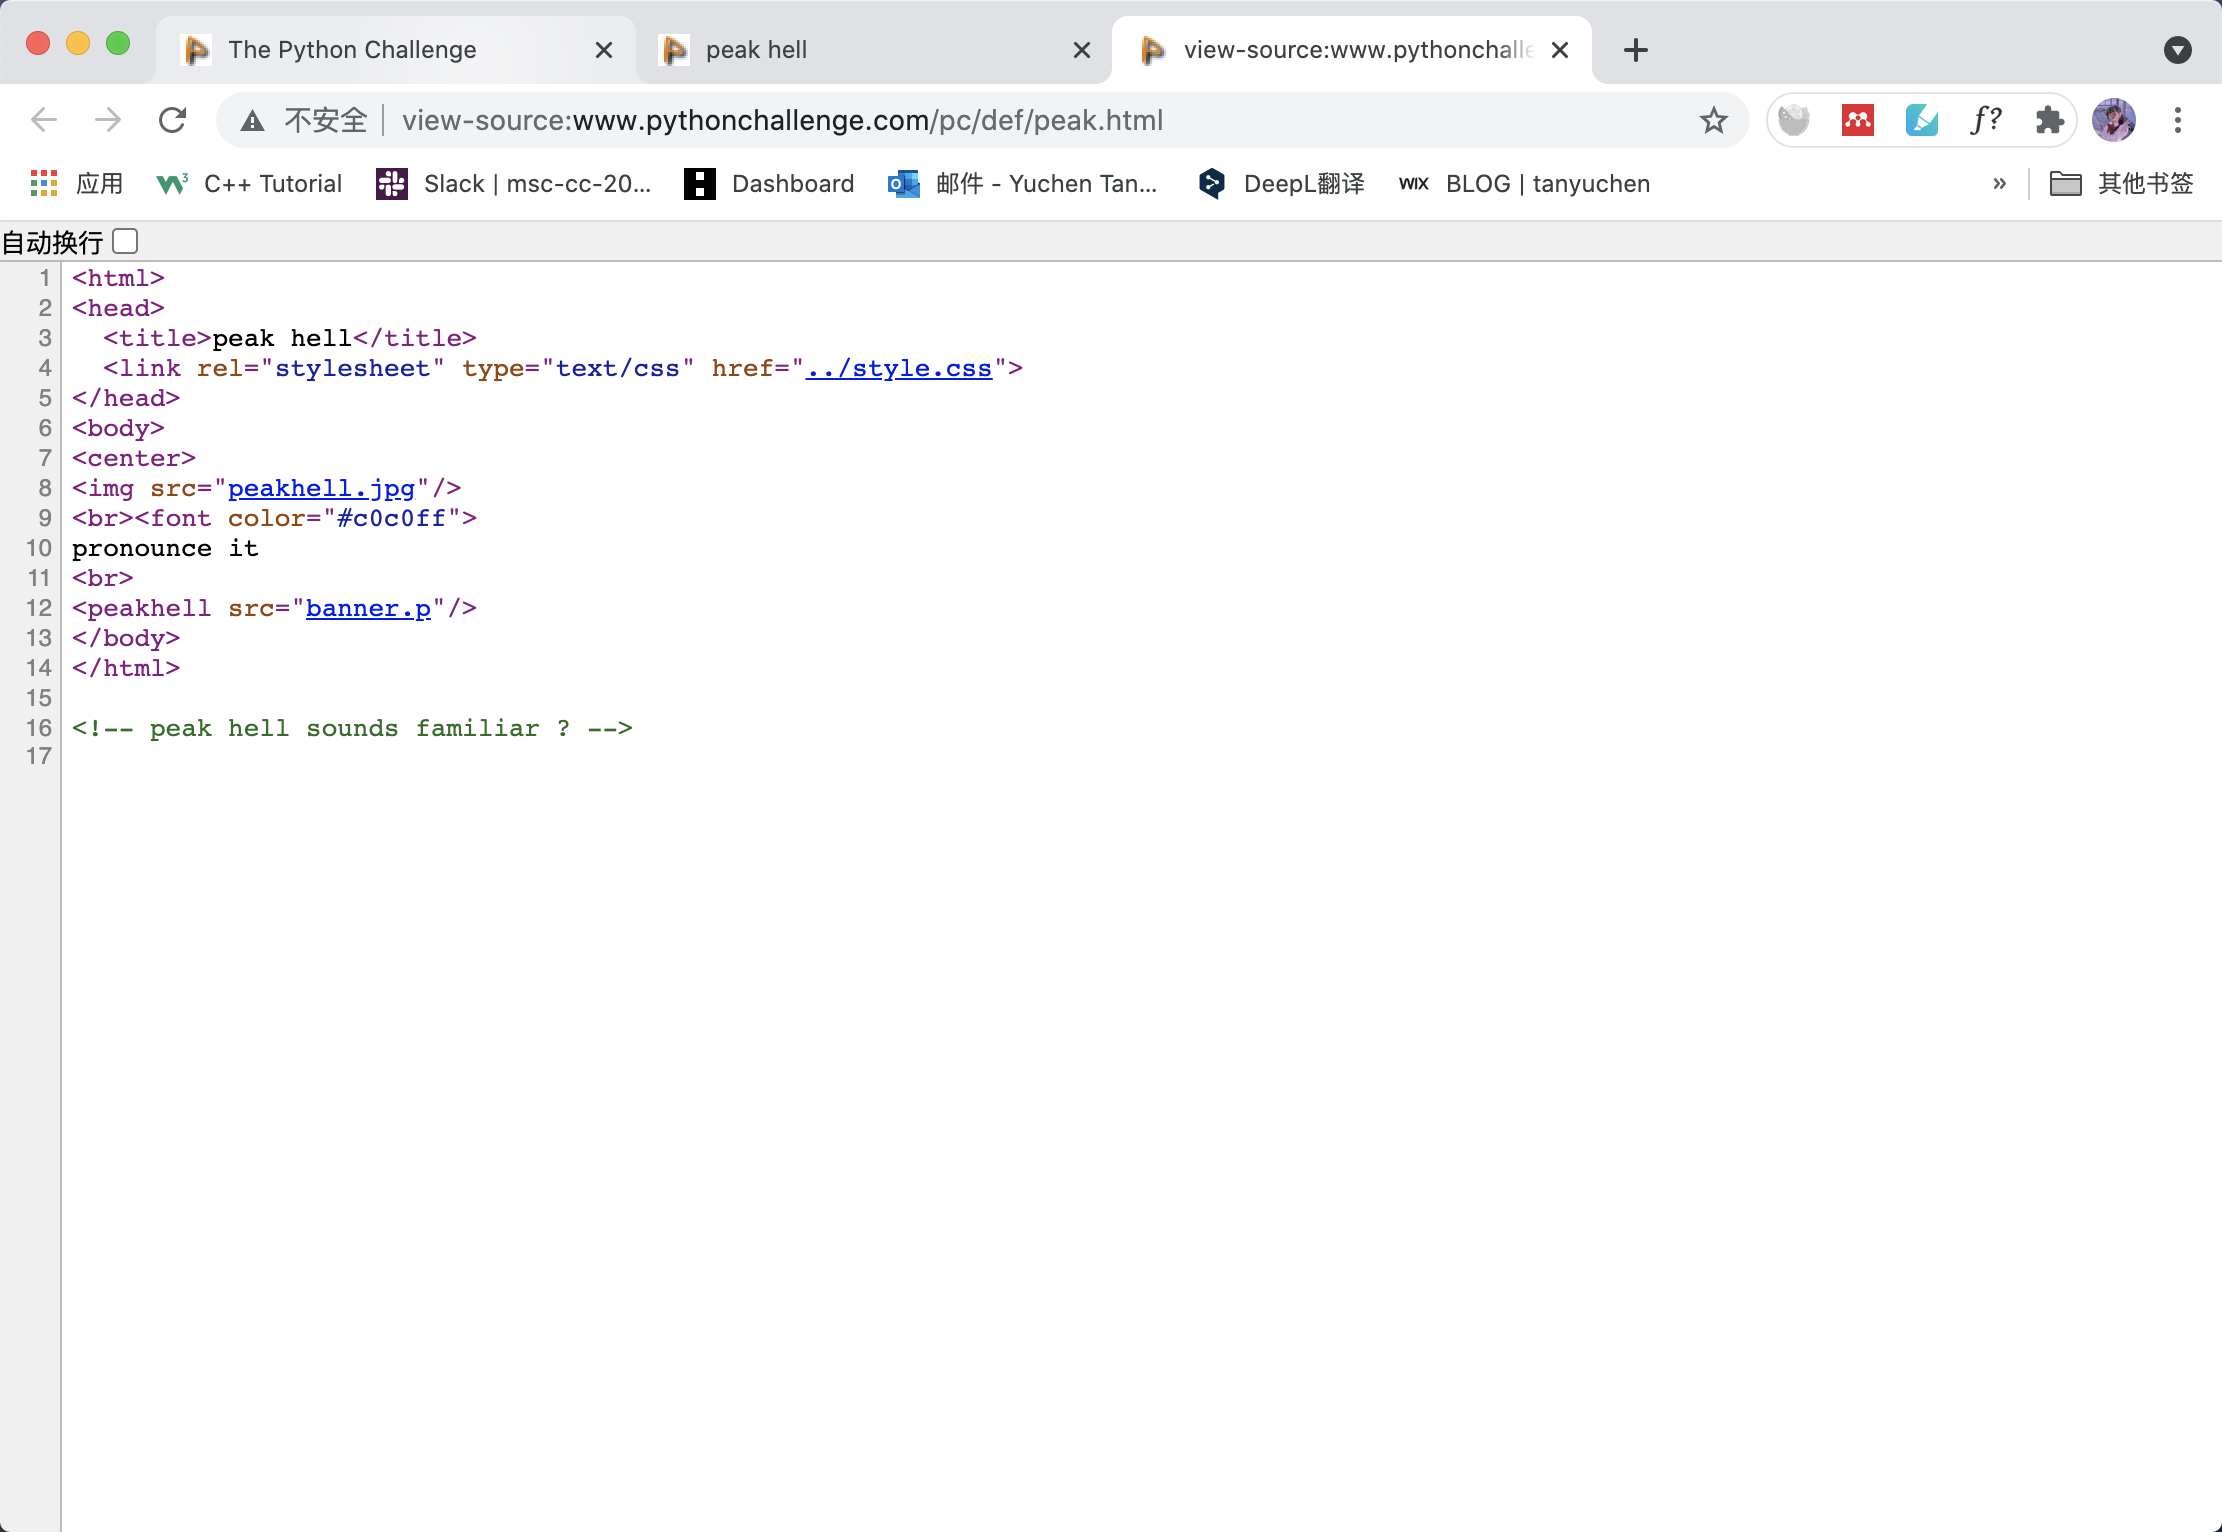 The Python Challenge
peak hell
view-source:www.pythonchalle
不安全 | view-source:www.pythonchallenge.com/pc/def/peak.html
f?
应用
C++ Tutorial
Slack | msc-cc-20...
Dashboard
邮件 - Yuchen Tan...
DeepL翻译
WIX BLOG | tanyuchen
»
其他书签
自动换行
1 <html>
2 <head>
3   <title>peak hell</title>
4   <link rel="stylesheet" type="text/css" href="../style.css">
5 </head>
6 <body>
7 <center>
8 <img src="peakhell.jpg"/>
9 <br><font color="#c0c0ff">
10 pronounce it
11 <br>
12 <peakhell src="banner.p"/>
13 </body>
14 </html>
15
16 <!-- peak hell sounds familiar ? -->
17